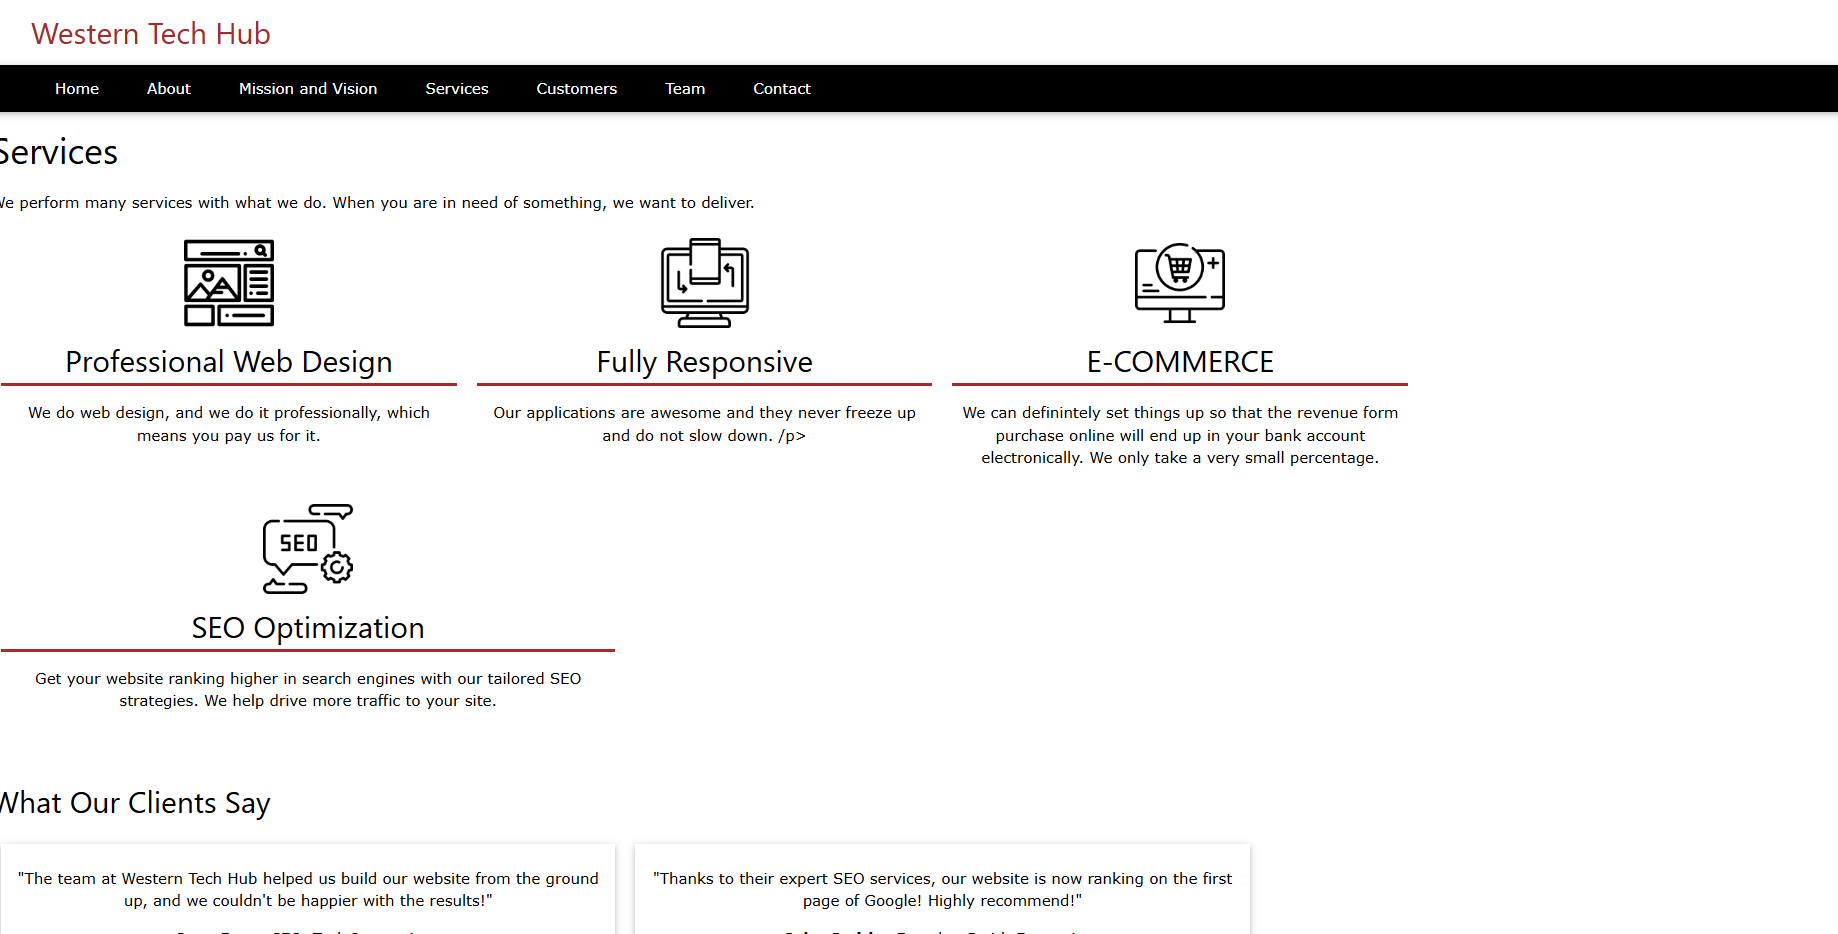 Western Tech Hub
Home About Mission and Vision Services Customers Team Contact
Services
We perform many services with what we do. When you are in need of something, we want to deliver.
Professional Web Design
We do web design, and we do it professionally, which
means you pay us for it.
Fully Responsive
Our applications are awesome and they never freeze up
and do not slow down. /p>
E-COMMERCE
We can definintely set things up so that the revenue form
purchase online will end up in your bank account
electronically. We only take a very small percentage.
SEO
SEO Optimization
Get your website ranking higher in search engines with our tailored SEO
strategies. We help drive more traffic to your site.
What Our Clients Say
"The team at Western Tech Hub helped us build our website from the ground
up, and we couldn't be happier with the results!"
"Thanks to their expert SEO services, our website is now ranking on the first
page of Google! Highly recommend!"